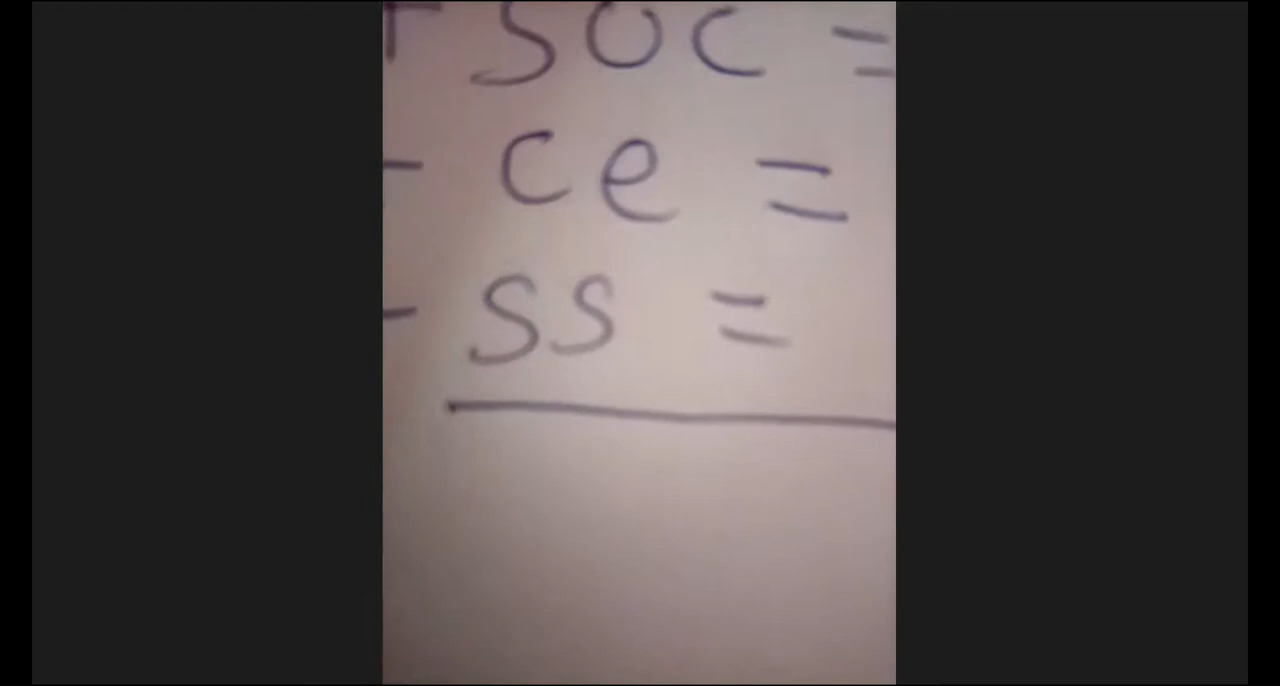 + SOC =
- ce =
- SS =